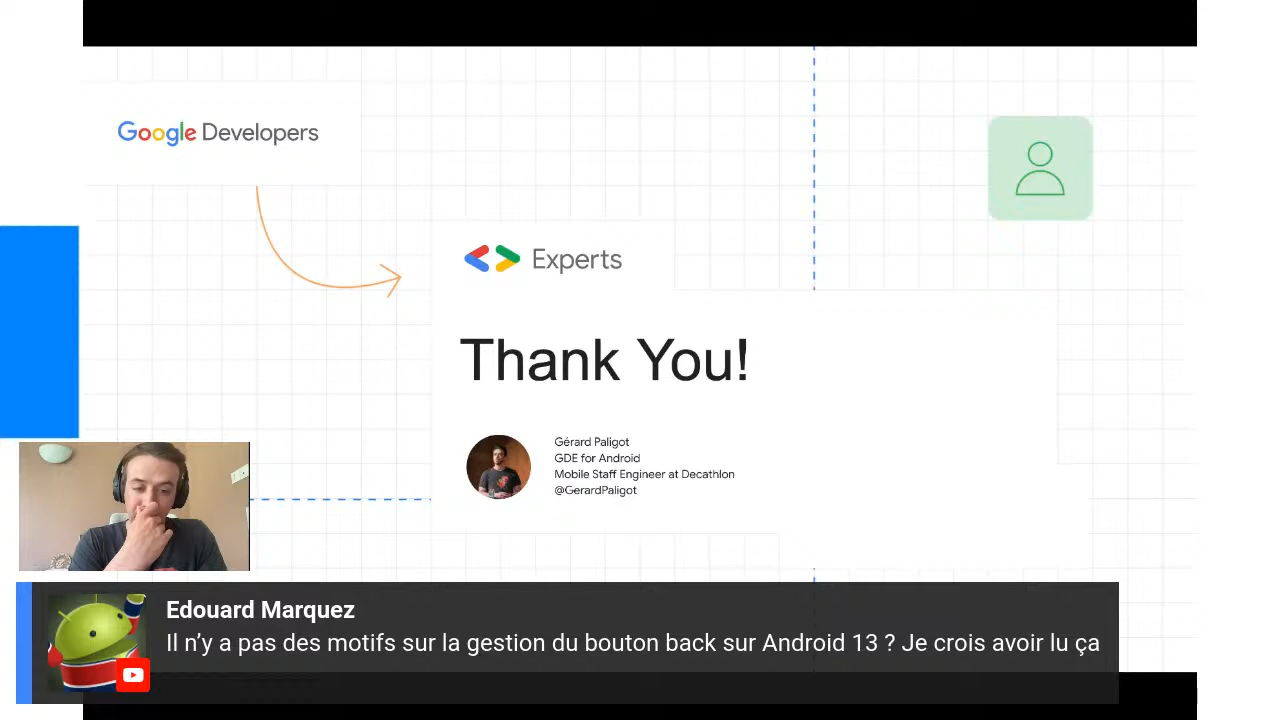 Google Developers
Experts
Thank You!
Gérard Paligot
GDE for Android
Mobile Staff Engineer at Decathlon
@GerardPaligot
Edouard Marquez
Il n’y a pas des motifs sur la gestion du bouton back sur Android 13 ? Je crois avoir lu ça